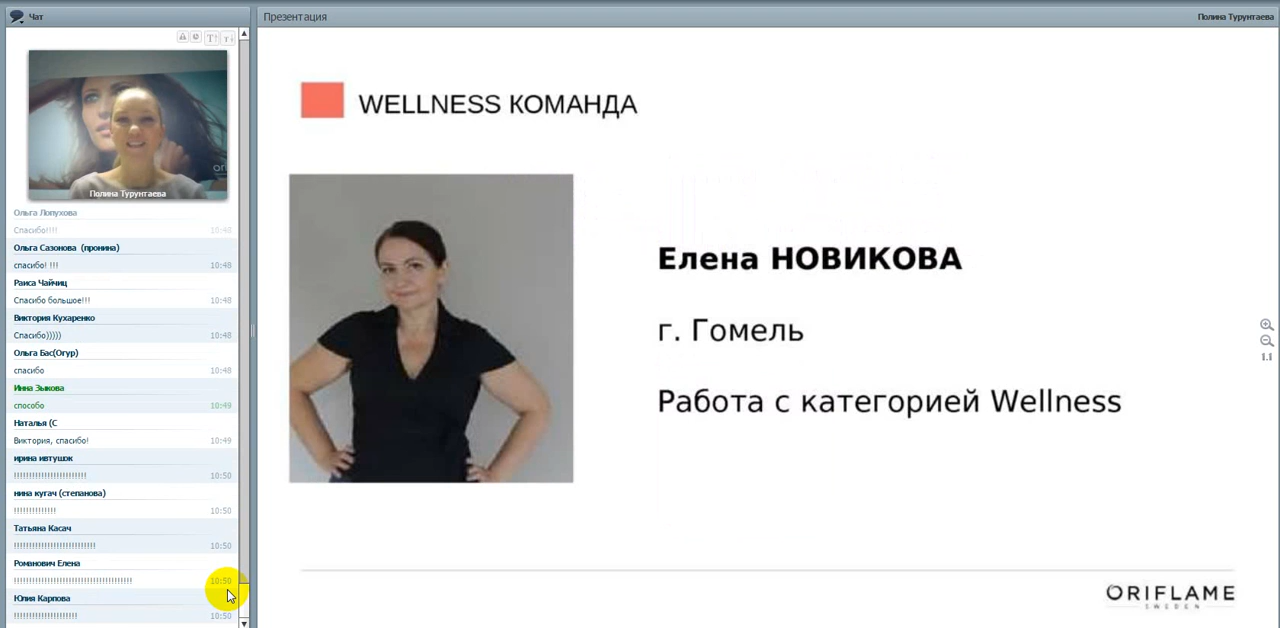 Чат
Полина Турунтаева
Ольга Лопухова
Спасибо!!!! 10:48
Ольга Сазонова (пронина)
спасибо! !!! 10:48
Раиса Чайчиц
Спасибо большое!!! 10:48
Виктория Кухаренко
Спасибо))))) 10:48
Ольга Бас(Огур)
спасибо 10:48
Инна Зыкова
способо 10:49
Наталья (С
Виктория, спасибо! 10:49
ирина ивтушок
!!!!!!!!!!!!!!!!!!!!!!!! 10:50
нина кугач (степанова)
!!!!!!!!!!!!!! 10:50
Татьяна Касач
!!!!!!!!!!!!!!!!!!!!!!!!!!! 10:50
Романович Елена
!!!!!!!!!!!!!!!!!!!!!!!!!!!!!!!!!!!!!!! 10:50
Юлия Карпова
!!!!!!!!!!!!!!!!!!!!! 10:50
Презентация
Полина Турунтаева
WELLNESS КОМАНДА
Елена НОВИКОВА
г. Гомель
Работа с категорией Wellness
1:1
ORIFLAME
SWEDEN